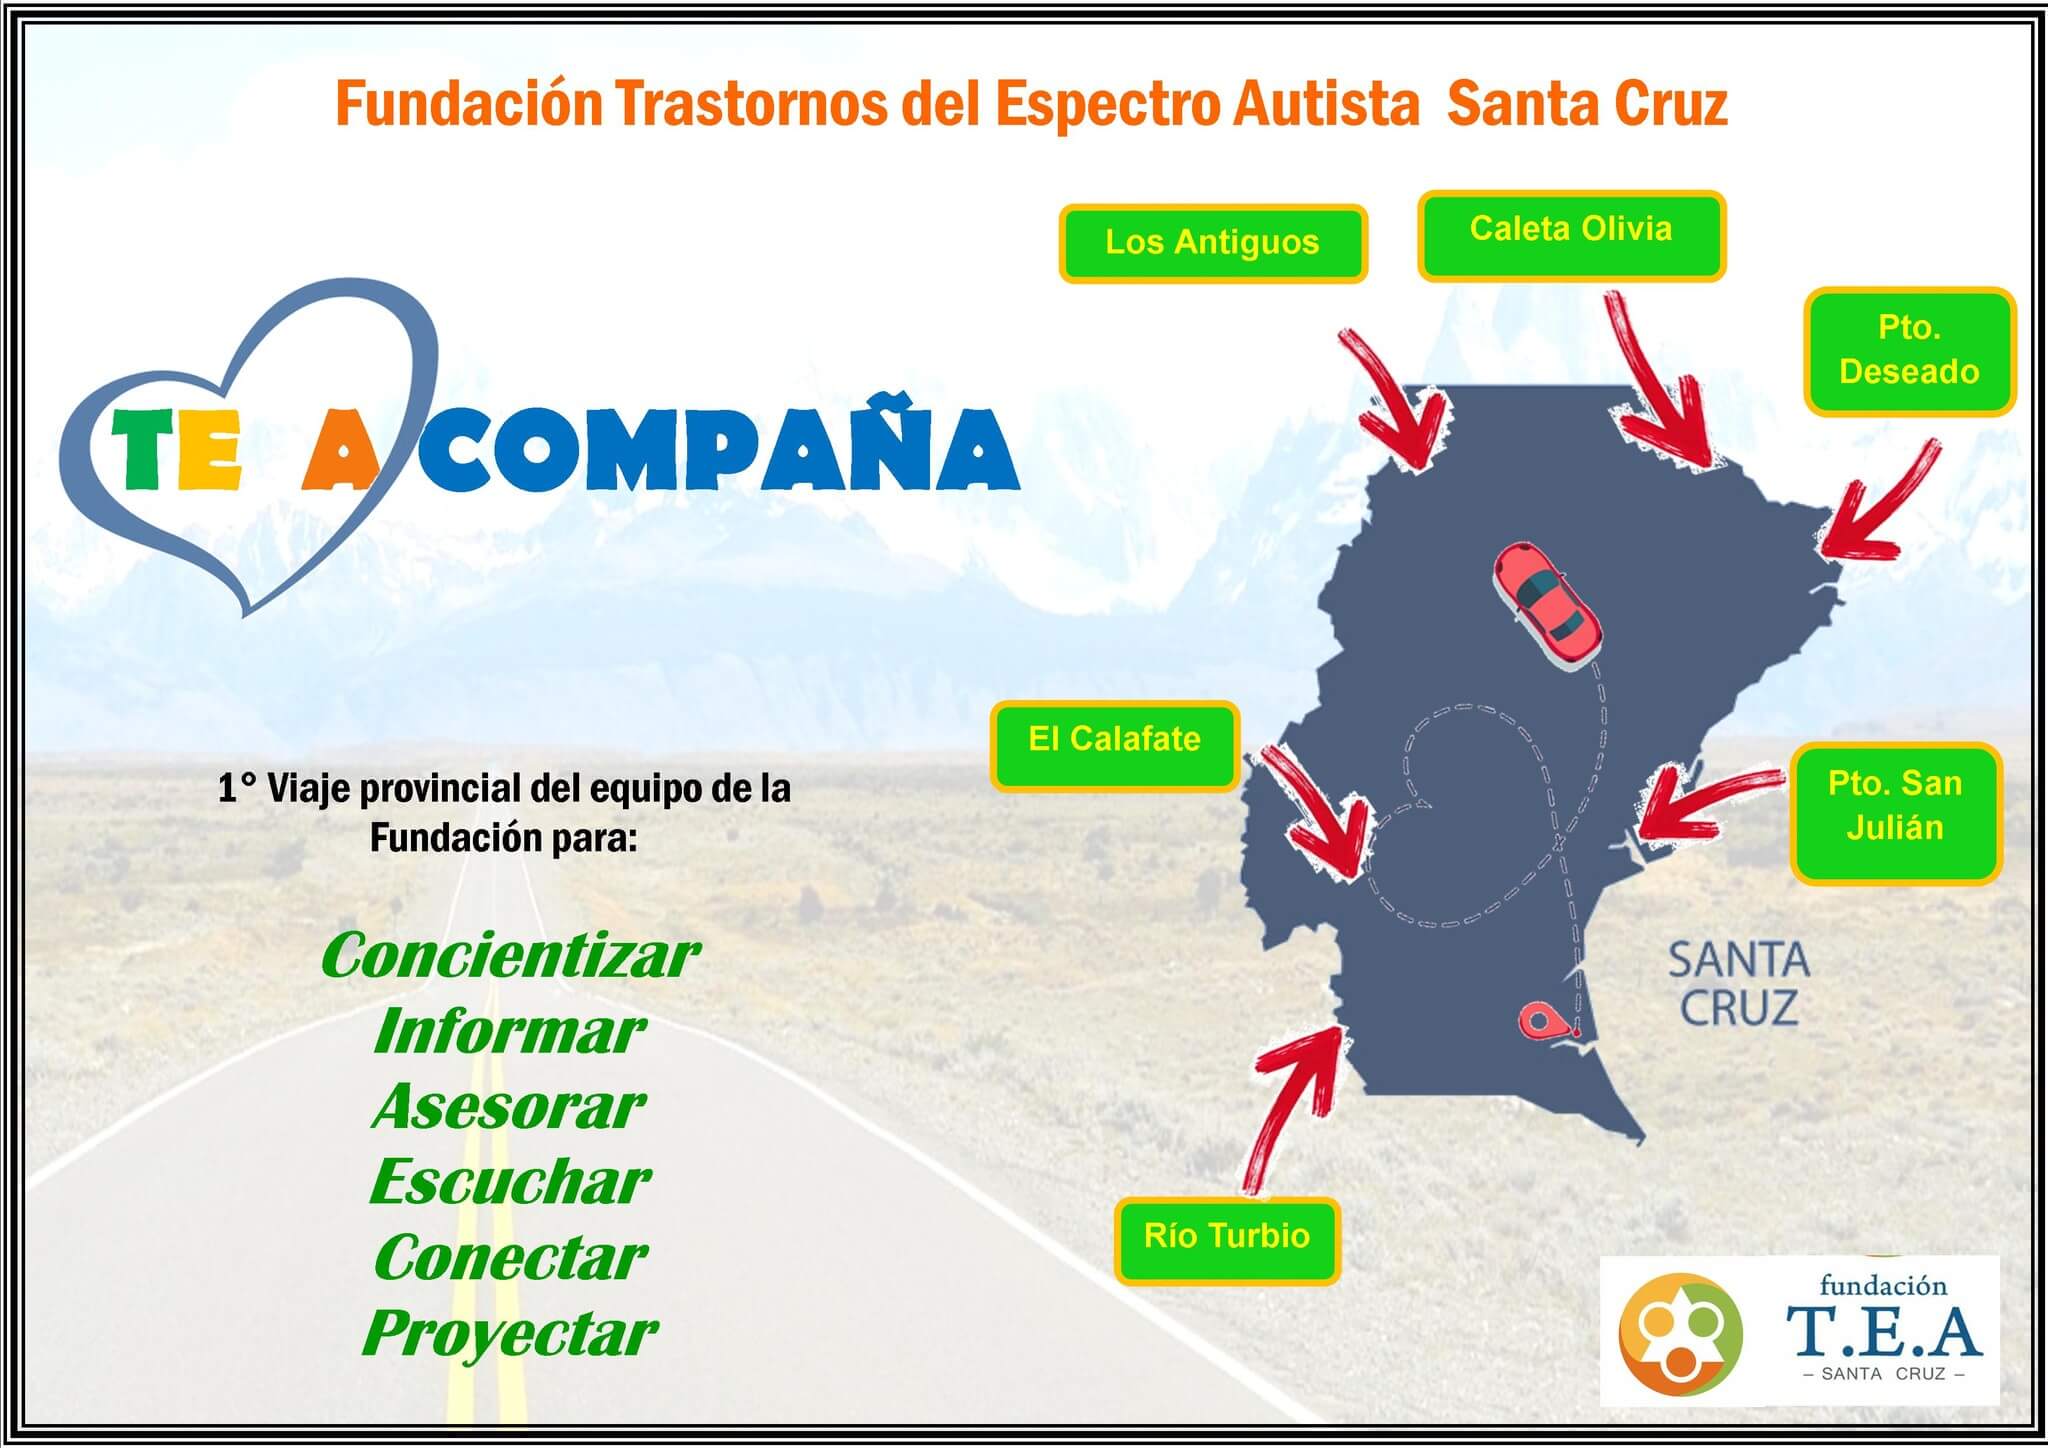 Fundación Trastornos del Espectro Autista Santa Cruz
Los Antiguos
Caleta Olivia
Pto.
Deseado
TE ACOMPAÑA
El Calafate
Pto. San
Julián
1° Viaje provincial del equipo de la
Fundación para:
Concientizar
Informar
Asesorar
Escuchar
Conectar
Proyectar
SANTA
CRUZ
Río Turbio
fundación
T.E.A
– SANTA CRUZ –